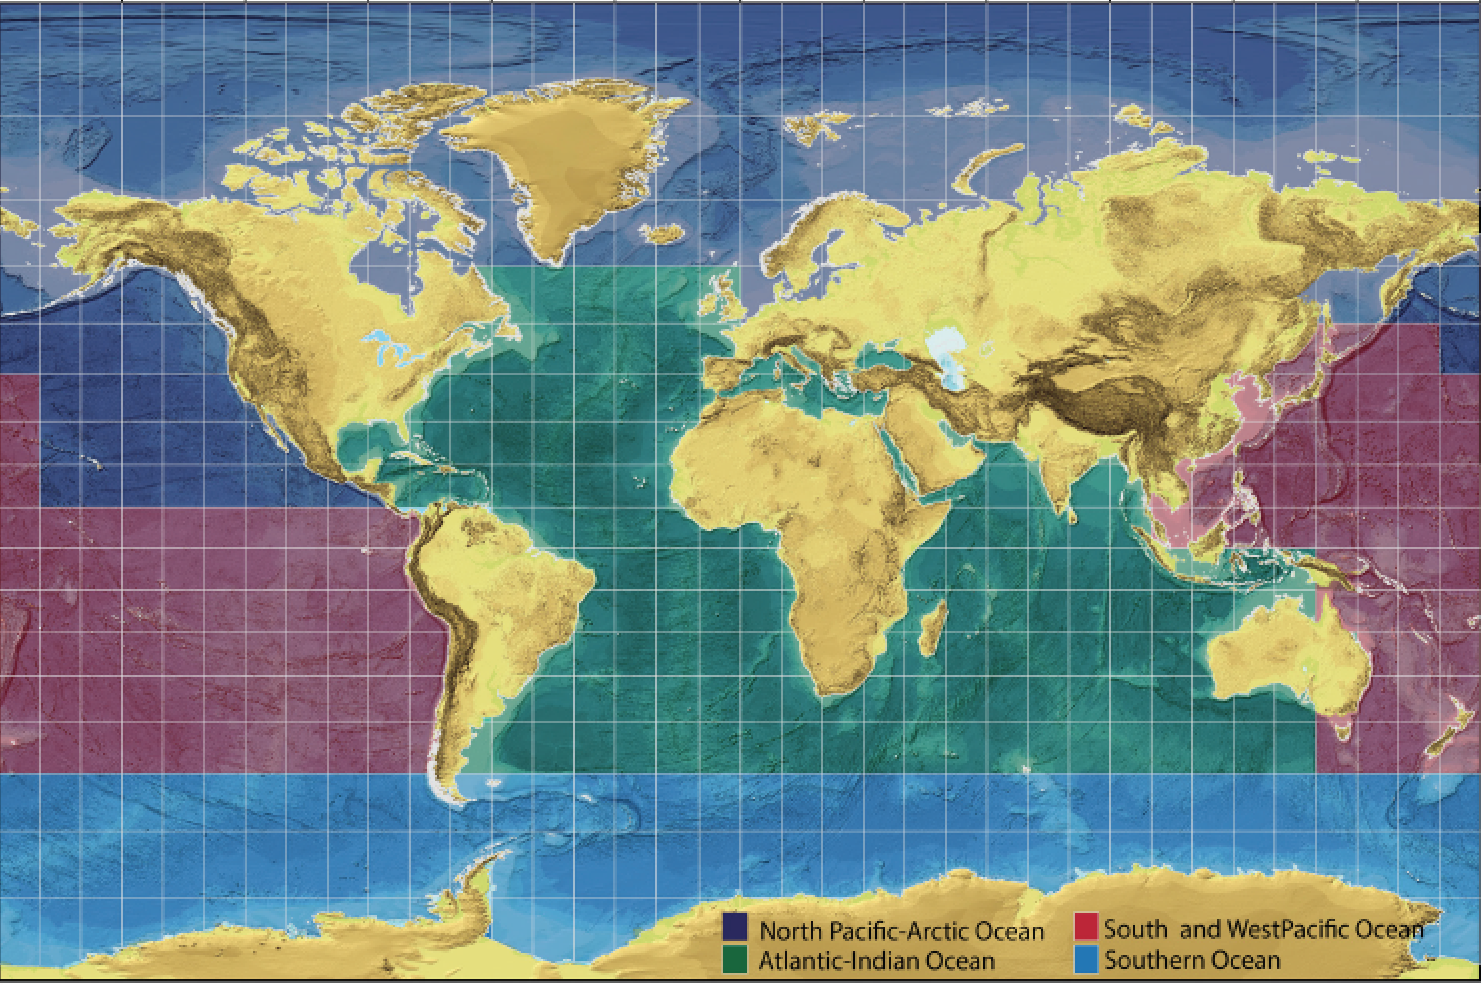 North Pacific-Arctic Ocean
Atlantic-Indian Ocean
South and WestPacific Ocean
Southern Ocean